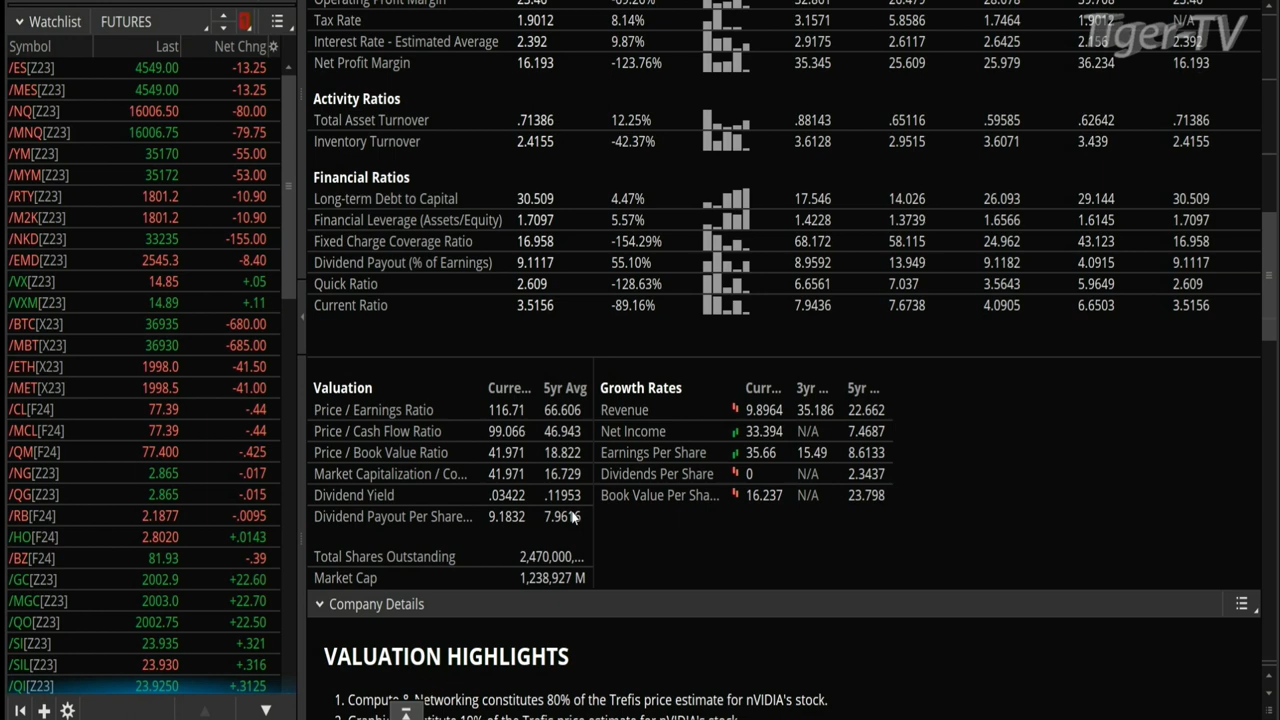 Watchlist FUTURES
Symbol Last Net Chng
/ES[Z23] 4549.00 -13.25
/MES[Z23] 4549.00 -13.25
/NQ[Z23] 16006.50 -80.00
/MNQ[Z23] 16006.75 -79.75
/YM[Z23] 35170 -55.00
/MYM[Z23] 35172 -53.00
/RTY[Z23] 1801.2 -10.90
/M2K[Z23] 1801.2 -10.90
/NKD[Z23] 33235 -155.00
/EMD[Z23] 2545.3 -8.40
/VX[Z23] 14.85 +.05
/VXM[Z23] 14.89 +.11
/BTC[X23] 36935 -680.00
/MBT[X23] 36930 -685.00
/ETH[X23] 1998.0 -41.50
/MET[X23] 1998.5 -41.00
/CL[F24] 77.39 -.44
/MCL[F24] 77.39 -.44
/QM[F24] 77.400 -.425
/NG[Z23] 2.865 -.017
/QG[Z23] 2.865 -.015
/RB[F24] 2.1877 -.0095
/HO[F24] 2.8020 +.0143
/BZ[F24] 81.93 -.39
/GC[Z23] 2002.9 +22.60
/MGC[Z23] 2003.0 +22.70
/QO[Z23] 2002.75 +22.50
/SI[Z23] 23.935 +.321
/SIL[Z23] 23.930 +.316
/QI[Z23] 23.9250 +.3125
Tiger-TV
Tax Rate 1.9012 8.14% 3.1571 5.8586 1.7464 1.9012 N/A
Interest Rate - Estimated Average 2.392 9.87% 2.9175 2.6117 2.6425 2.156 2.392
Net Profit Margin 16.193 -123.76% 35.345 25.609 25.979 36.234 16.193
Activity Ratios
Total Asset Turnover .71386 12.25% .88143 .65116 .59585 .62642 .71386
Inventory Turnover 2.4155 -42.37% 3.6128 2.9515 3.6071 3.439 2.4155
Financial Ratios
Long-term Debt to Capital 30.509 4.47% 17.546 14.026 26.093 29.144 30.509
Financial Leverage (Assets/Equity) 1.7097 5.57% 1.4228 1.3739 1.6566 1.6145 1.7097
Fixed Charge Coverage Ratio 16.958 -154.29% 68.172 58.115 24.962 43.123 16.958
Dividend Payout (% of Earnings) 9.1117 55.10% 8.9592 13.949 9.1182 4.0915 9.1117
Quick Ratio 2.609 -128.63% 6.6561 7.037 3.5643 5.9649 2.609
Current Ratio 3.5156 -89.16% 7.9436 7.6738 4.0905 6.6503 3.5156
Valuation Curre... 5yr Avg
Price / Earnings Ratio 116.71 66.606
Price / Cash Flow Ratio 99.066 46.943
Price / Book Value Ratio 41.971 18.822
Market Capitalization / Co... 41.971 16.729
Dividend Yield .03422 .11953
Dividend Payout Per Share... 9.1832
Total Shares Outstanding 2,470,000,...
Market Cap 1,238,927 M
Growth Rates Curr... 3yr ... 5yr ...
Revenue 9.8964 35.186 22.662
Net Income 33.394 N/A 7.4687
Earnings Per Share 35.66 15.49 8.6133
Dividends Per Share 0 N/A 2.3437
Book Value Per Sha... 16.237 N/A 23.798
Company Details
VALUATION HIGHLIGHTS
1. Compute & Networking constitutes 80% of the Trefis price estimate for nVIDIA's stock.